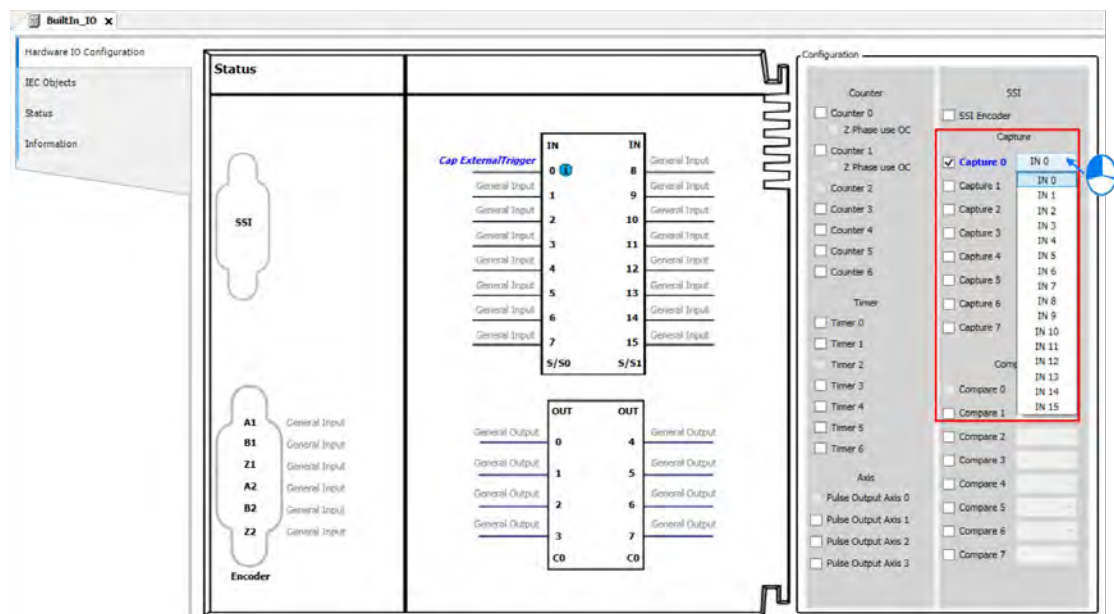 BuiltIn_IO x
Hardware IO Configuration
IEC Objects
Status
Information
Status
SSI
A1 General Input
B1 General Input
Z1 General Input
A2 General Input
B2 General Input
Z2 General Input
Encoder
IN IN
Cap ExternalTrigger 0 8 General Input
General Input 1 9 General Input
General Input 2 10 General Input
General Input 3 11 General Input
General Input 4 12 General Input
General Input 5 13 General Input
General Input 6 14 General Input
General Input 7 15 General Input
S/S0 S/S1
OUT OUT
General Output 0 4 General Output
General Output 1 5 General Output
General Output 2 6 General Output
General Output 3 7 General Output
C0 C0
Configuration
Counter
Counter 0
Z Phase use OC
Counter 1
Z Phase use OC
Counter 2
Counter 3
Counter 4
Counter 5
Counter 6
Timer
Timer 0
Timer 1
Timer 2
Timer 3
Timer 4
Timer 5
Timer 6
Axis
Pulse Output Axis 0
Pulse Output Axis 1
Pulse Output Axis 2
Pulse Output Axis 3
SSI
SSI Encoder
Capture
Capture 0 IN 0
Capture 1
Capture 2
Capture 3
Capture 4
Capture 5
Capture 6
Capture 7
IN 0
IN 1
IN 2
IN 3
IN 4
IN 5
IN 6
IN 7
IN 8
IN 9
IN 10
IN 11
IN 12
IN 13
IN 14
IN 15
Comp
Compare 0
Compare 1
Compare 2
Compare 3
Compare 4
Compare 5
Compare 6
Compare 7